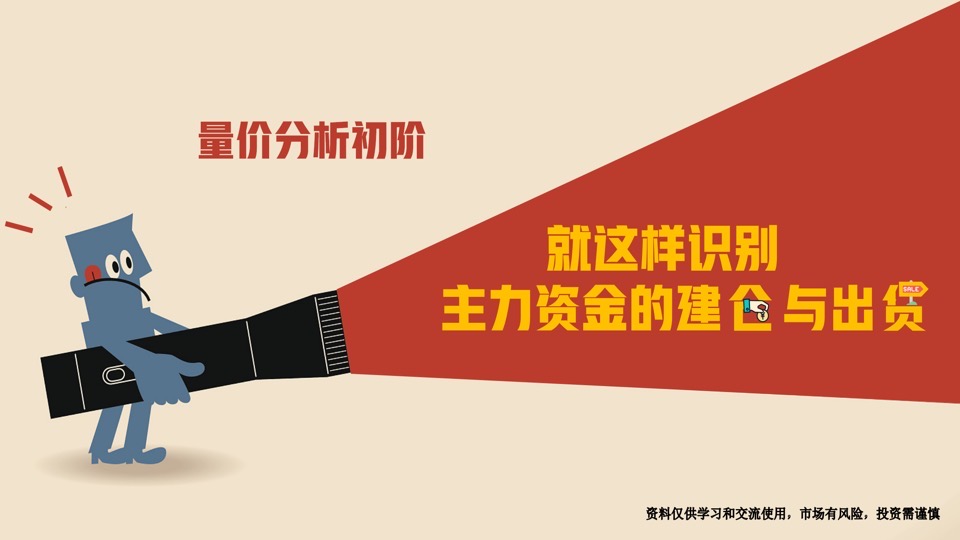 量价分析初阶
就这样识别
主力资金的建仓与出货
SALE
资料仅供学习和交流使用，市场有风险，投资需谨慎